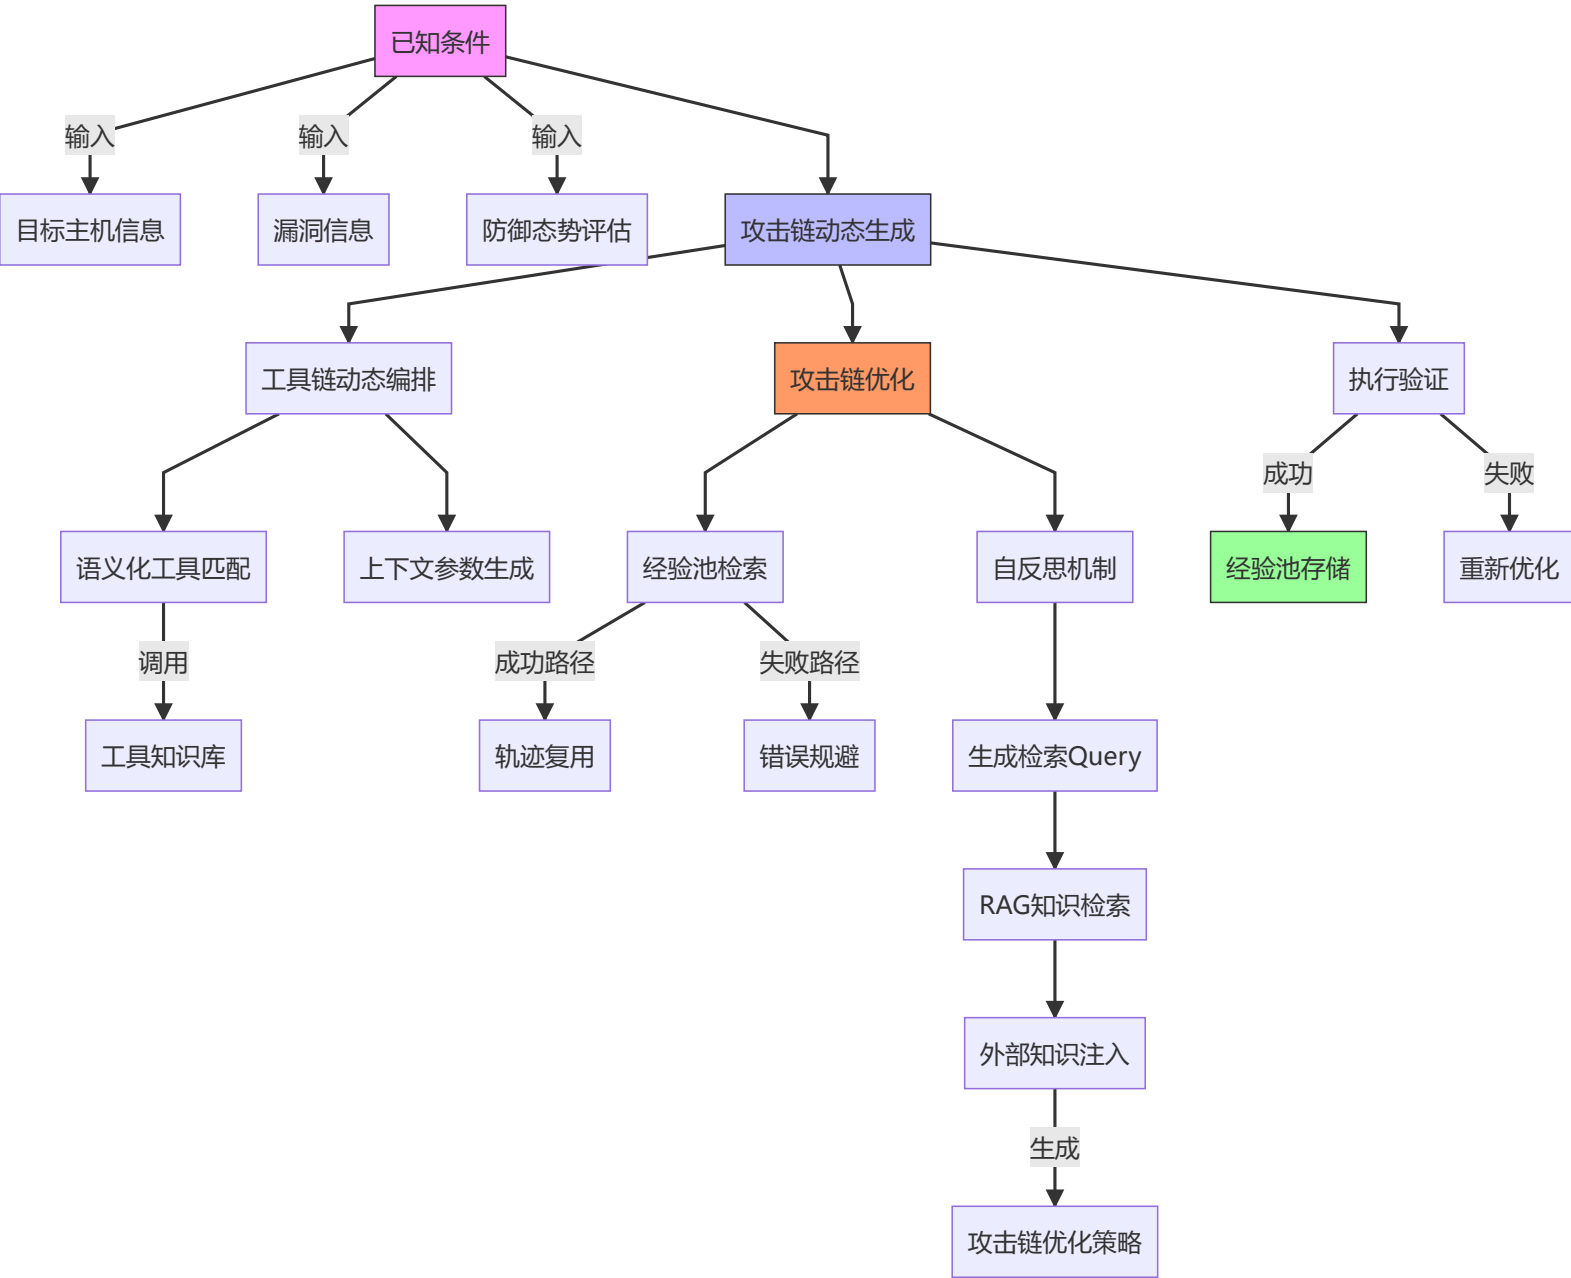 已知条件
输入
输入
输入
目标主机信息
漏洞信息
防御态势评估
攻击链动态生成
工具链动态编排
攻击链优化
执行验证
成功
失败
语义化工具匹配
上下文参数生成
经验池检索
自反思机制
经验池存储
重新优化
调用
成功路径
失败路径
工具知识库
轨迹复用
错误规避
生成检索Query
RAG知识检索
外部知识注入
生成
攻击链优化策略